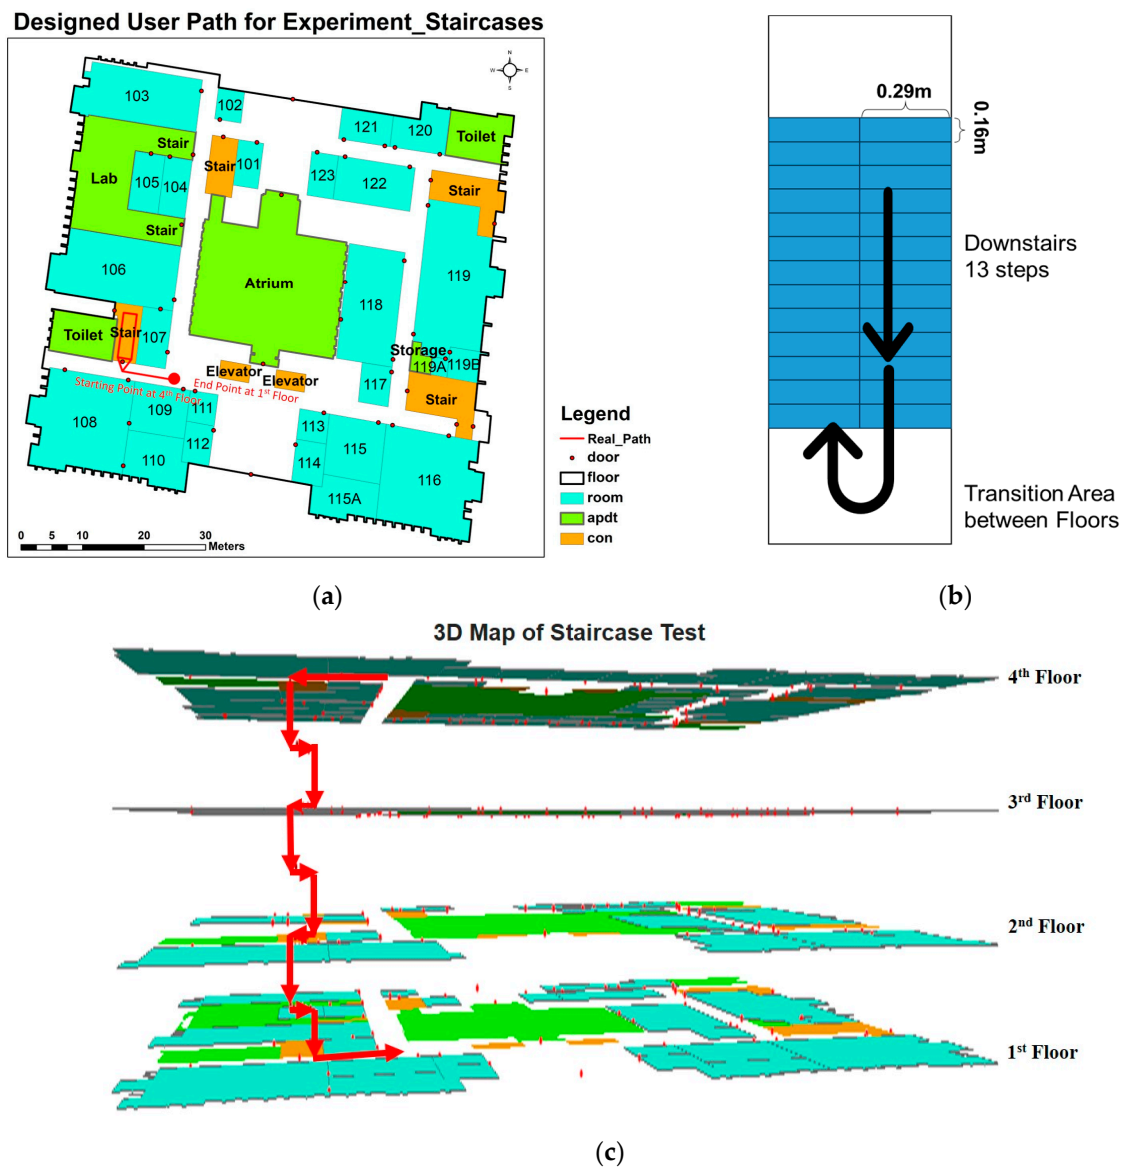 Designed User Path for Experiment_Staircases
N
W
E
S
103
102
121
120
Toilet
Stair
Stair
101
123
122
Stair
Lab
105
104
Stair
106
Atrium
119
118
Toilet
Stair
107
Storage
119A
119B
Elevator
Elevator
117
Starting Point at 4th Floor
End Point at 1st Floor
Stair
108
109
111
112
110
113
114
115
115A
116
0 5 10 20 30
Meters
Legend
Real_Path
door
floor
room
apdt
con
(a)
0.29m
0.16m
Downstairs
13 steps
Transition Area
between Floors
(b)
3D Map of Staircase Test
4th Floor
3rd Floor
2nd Floor
1st Floor
(c)